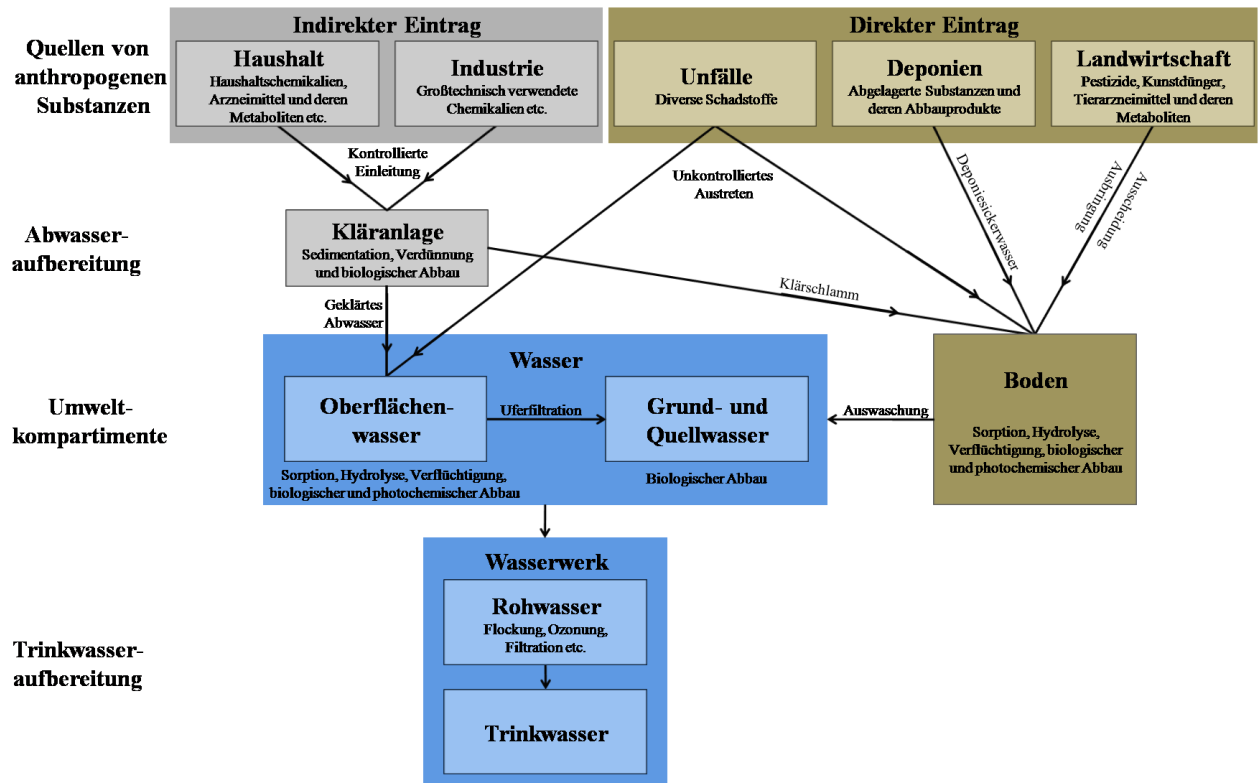 Indirekter Eintrag
Direkter Eintrag
Quellen von
anthropogenen
Substanzen
Haushalt
Haushaltschemikalien,
Arzneimittel und deren
Metaboliten etc.
Industrie
Großtechnisch verwendete
Chemikalien etc.
Unfälle
Diverse Schadstoffe
Deponien
Abgelagerte Substanzen und
deren Abbauprodukte
Landwirtschaft
Pestizide, Kunstdünger,
Tierarzneimittel und deren
Metaboliten
Kontrollierte
Einleitung
Unkontrolliertes
Austreten
Deponiesickerwasser
Ausbringung
Ausscheidung
Abwasser-
aufbereitung
Kläranlage
Sedimentation, Verdünnung
und biologischer Abbau
Klärschlamm
Geklärtes
Abwasser
Umwelt-
kompartimente
Wasser
Oberflächen-
wasser
Sorption, Hydrolyse, Verflüchtigung,
biologischer und photochemischer Abbau
Uferfiltration
Grund- und
Quellwasser
Biologischer Abbau
Auswaschung
Boden
Sorption, Hydrolyse,
Verflüchtigung, biologischer
und photochemischer Abbau
Trinkwasser-
aufbereitung
Wasserwerk
Rohwasser
Flockung, Ozonung,
Filtration etc.
Trinkwasser